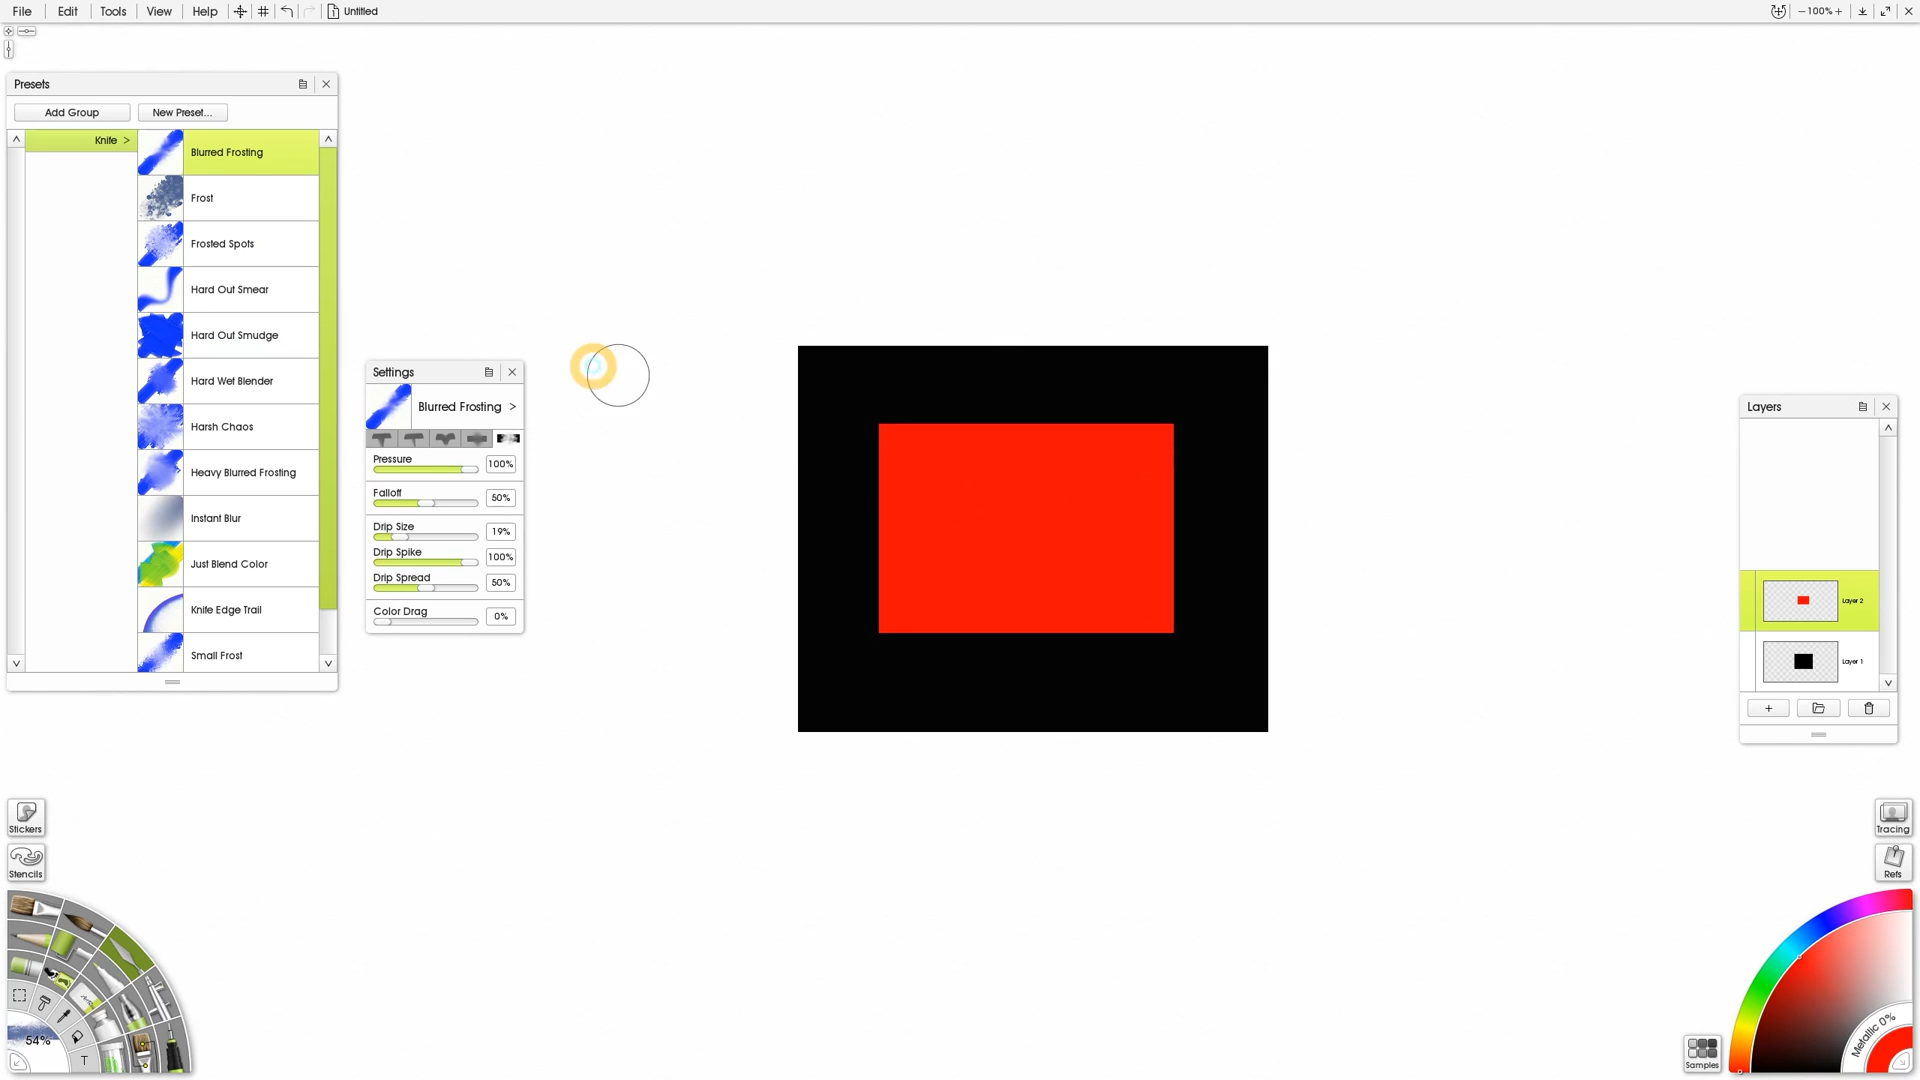 File Edit Tools View Help Untitled −100%+
Presets
Add Group New Preset...
Knife >
Blurred Frosting
Frost
Frosted Spots
Hard Out Smear
Hard Out Smudge
Hard Wet Blender
Harsh Chaos
Heavy Blurred Frosting
Instant Blur
Just Blend Color
Knife Edge Trail
Small Frost
Settings
Blurred Frosting >
Pressure 100%
Falloff 50%
Drip Size 19%
Drip Spike 100%
Drip Spread 50%
Color Drag 0%
Layers
Layer 2
Layer 1
Stickers
Stencils
54%
T
Tracing
Refs
Samples
Metallic 0%